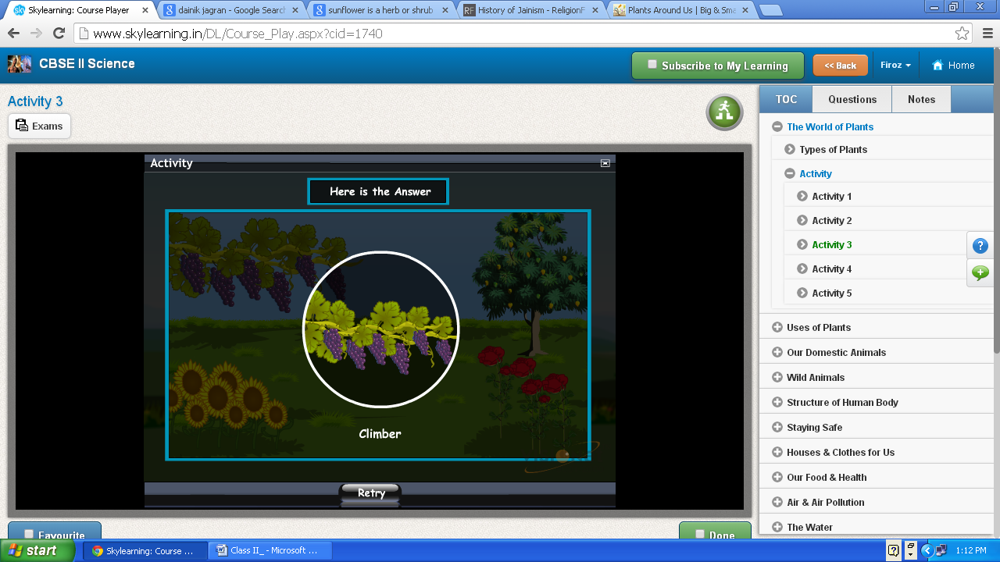 Skylearning: Course Player
dainik jagran - Google Search
sunflower is a herb or shrub
History of Jainism - ReligionF
Plants Around Us | Big & Sma
www.skylearning.in/DL/Course_Play.aspx?cid=1740
CBSE II Science
Subscribe to My Learning
<< Back
Firoz
Home
Activity 3
Exams
TOC
Questions
Notes
Activity
Here is the Answer
Climber
Retry
The World of Plants
Types of Plants
Activity
Activity 1
Activity 2
Activity 3
Activity 4
Activity 5
Uses of Plants
Our Domestic Animals
Wild Animals
Structure of Human Body
Staying Safe
Houses & Clothes for Us
Our Food & Health
Air & Air Pollution
The Water
Favourite
Done
start
Skylearning: Course ...
Class II_ - Microsoft ...
1:12 PM